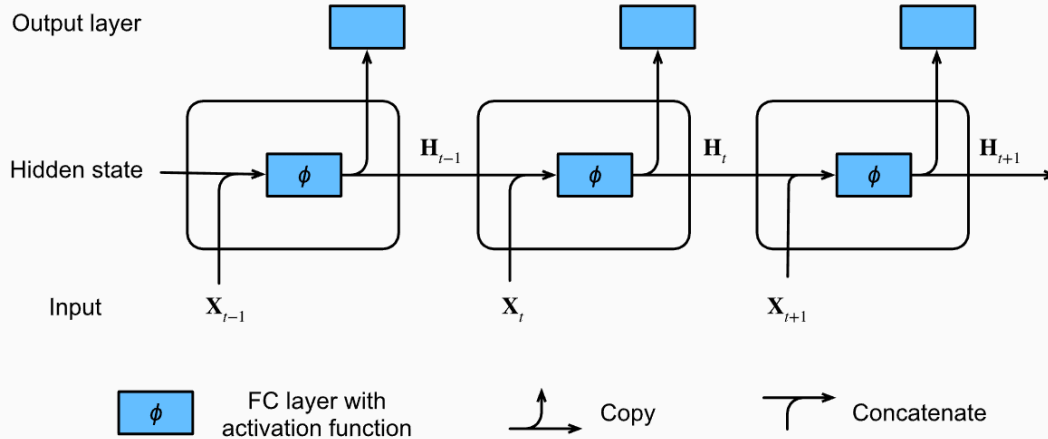 Output layer
Hidden state
ϕ
H_{t−1}
ϕ
H_t
ϕ
H_{t+1}
Input
X_{t−1}
X_t
X_{t+1}
ϕ
FC layer with
activation function
Copy
Concatenate